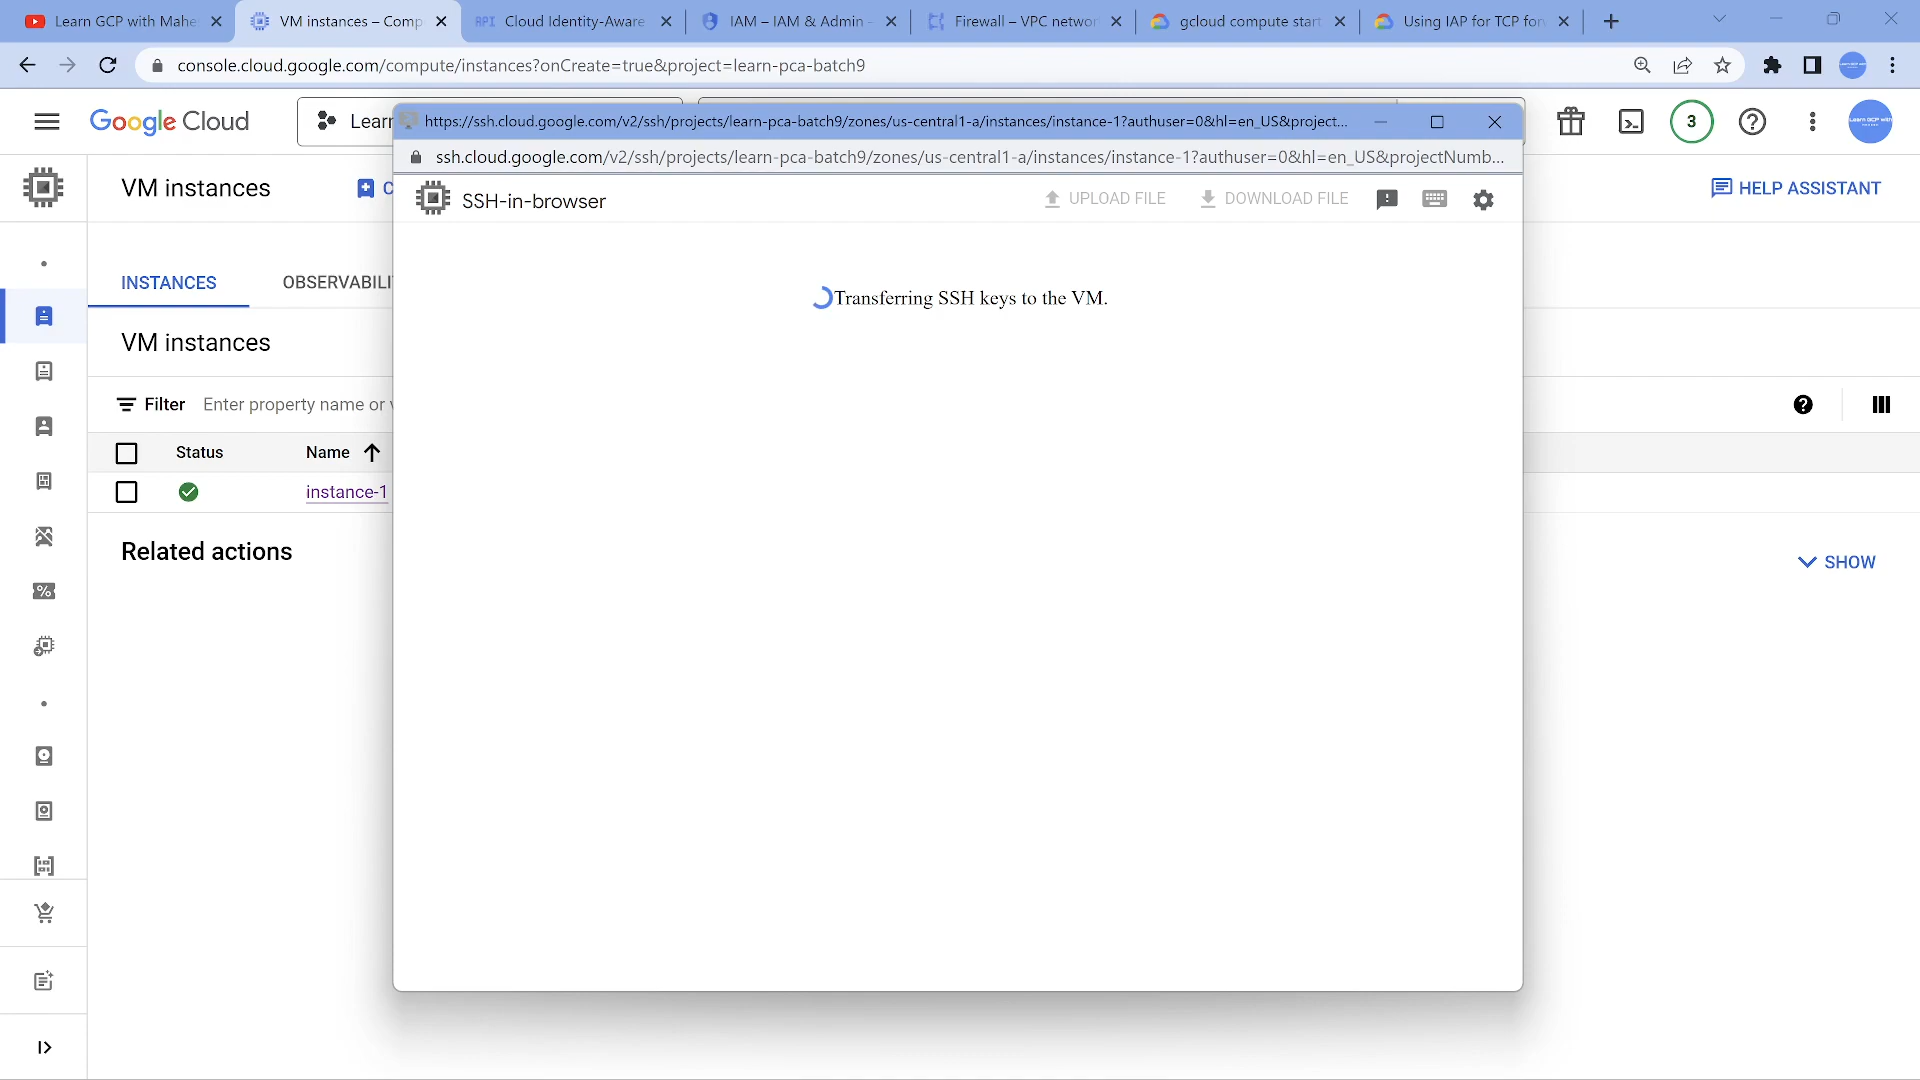 Learn GCP with Mahe
VM instances – Comp
API Cloud Identity-Aware
IAM – IAM & Admin –
Firewall – VPC networ
gcloud compute start
Using IAP for TCP for
console.cloud.google.com/compute/instances?onCreate=true&project=learn-pca-batch9
Google Cloud
Learn
3
https://ssh.cloud.google.com/v2/ssh/projects/learn-pca-batch9/zones/us-central1-a/instances/instance-1?authuser=0&hl=en_US&project...
ssh.cloud.google.com/v2/ssh/projects/learn-pca-batch9/zones/us-central1-a/instances/instance-1?authuser=0&hl=en_US&projectNumb...
VM instances
C
HELP ASSISTANT
SSH-in-browser
UPLOAD FILE
DOWNLOAD FILE
INSTANCES
OBSERVABILI
Transferring SSH keys to the VM.
VM instances
Filter Enter property name or v
Status
Name
instance-1
Related actions
SHOW